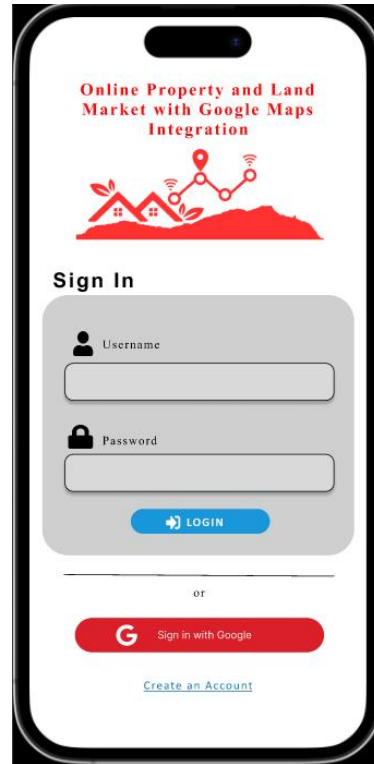 Online Property and Land
Market with Google Maps
Integration
Sign In
Username
Password
LOGIN
or
G Sign in with Google
Create an Account